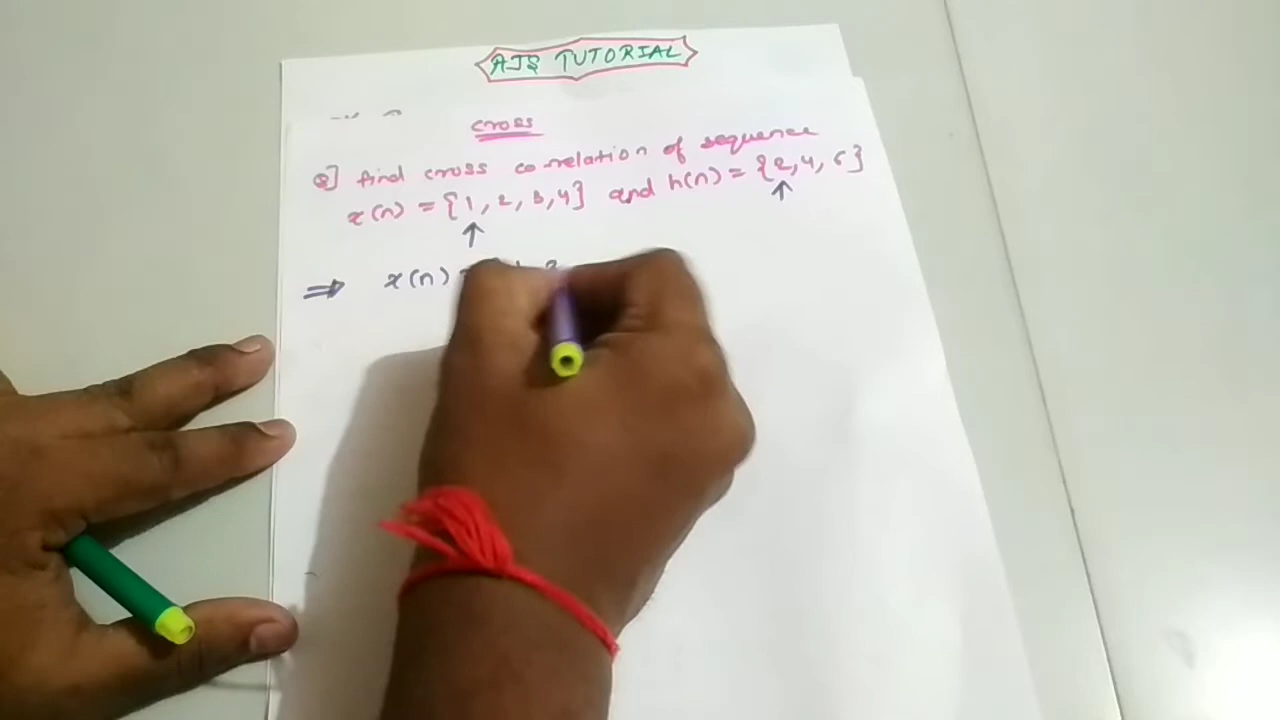 AJS TUTORIAL
cross
Q] find cross correlation of sequence
x(n) = {1, 2, 3, 4} and h(n) = {2, 4, 6}
↑ ↑
⇒ x(n)